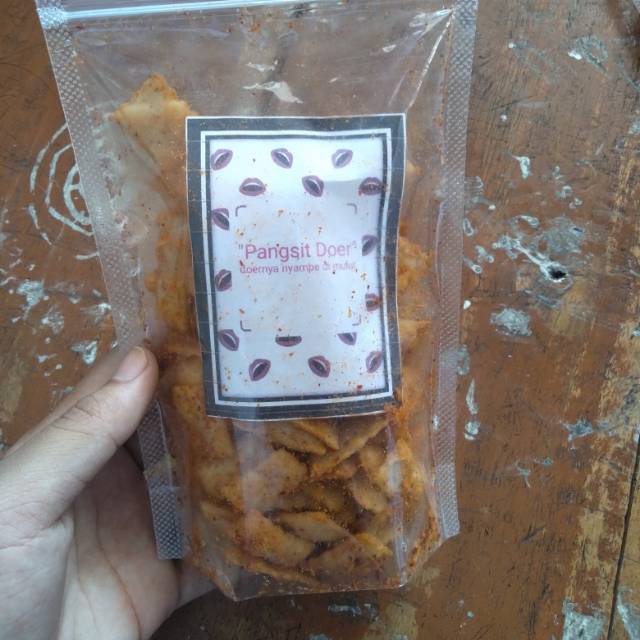 "Pangsit Doer"
doernya nyampe di mulut